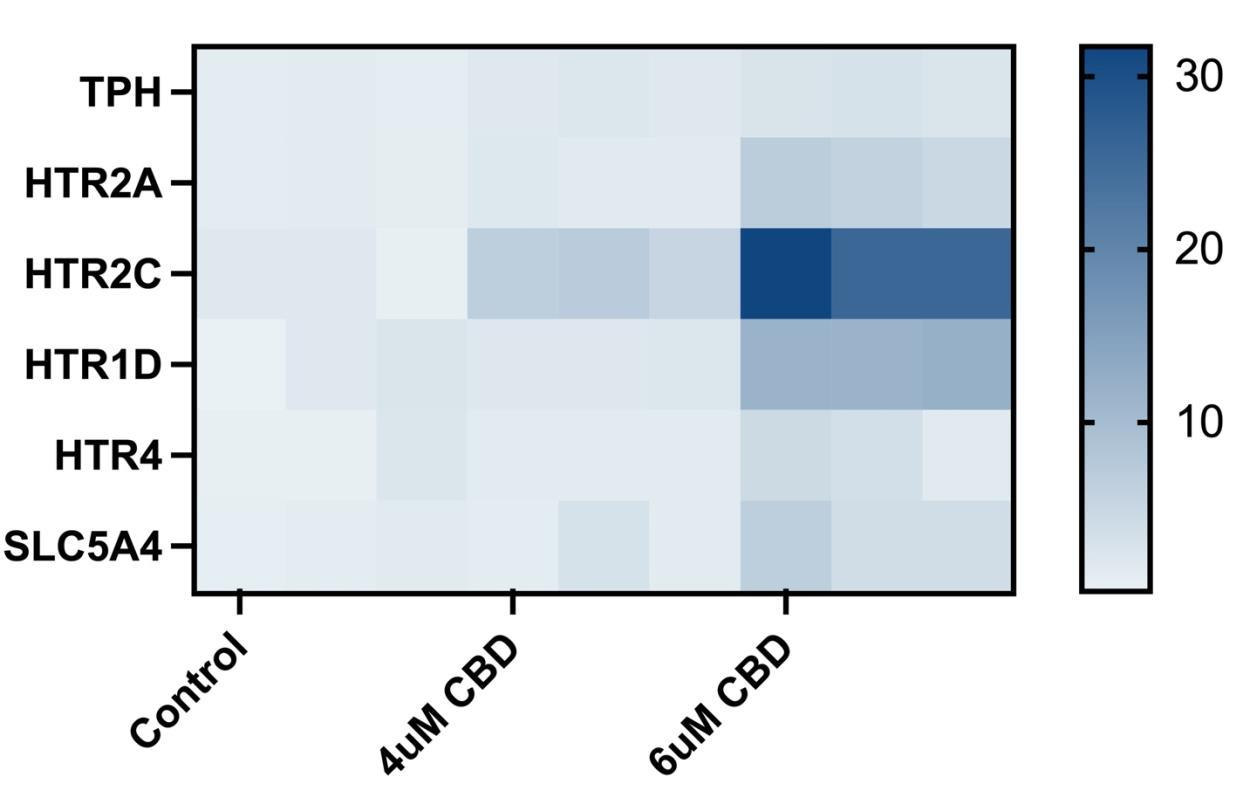 TPH
HTR2A
HTR2C
HTR1D
HTR4
SLC5A4
Control
4uM CBD
6uM CBD
30
20
10